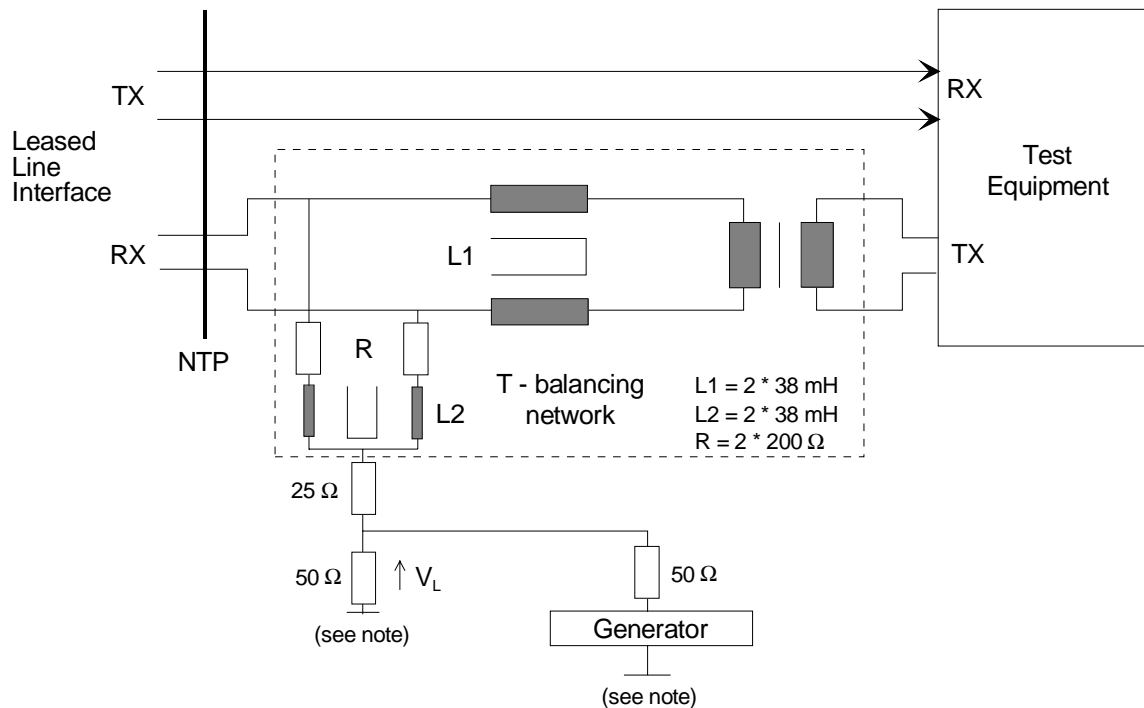 TX
RX
Leased
Line
Interface
Test
Equipment
RX
L1
TX
NTP
R
L2
T - balancing
network
L1 = 2 * 38 mH
L2 = 2 * 38 mH
R = 2 * 200 Ω
25 Ω
50 Ω
VL
50 Ω
(see note)
Generator
(see note)